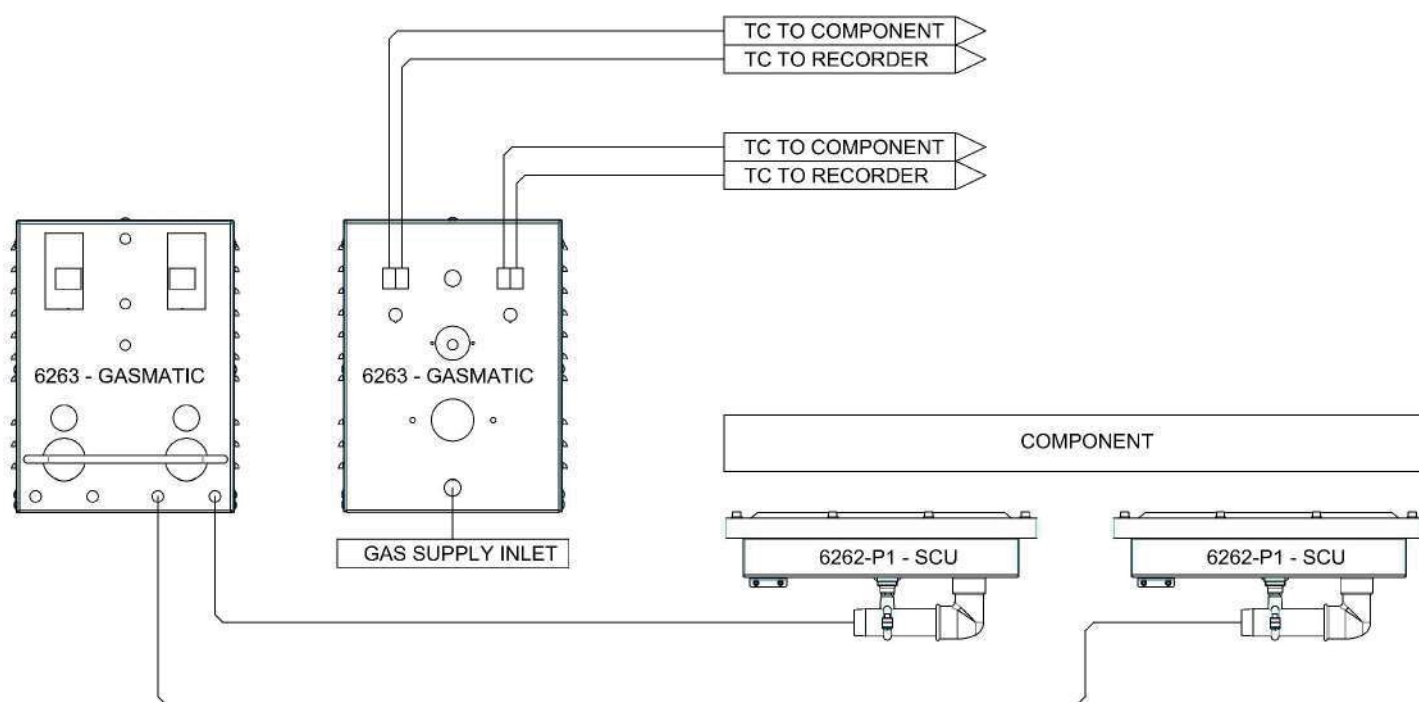 TC TO COMPONENT
TC TO RECORDER
TC TO COMPONENT
TC TO RECORDER
6263 - GASMATIC
6263 - GASMATIC
COMPONENT
GAS SUPPLY INLET
6262-P1 - SCU
6262-P1 - SCU